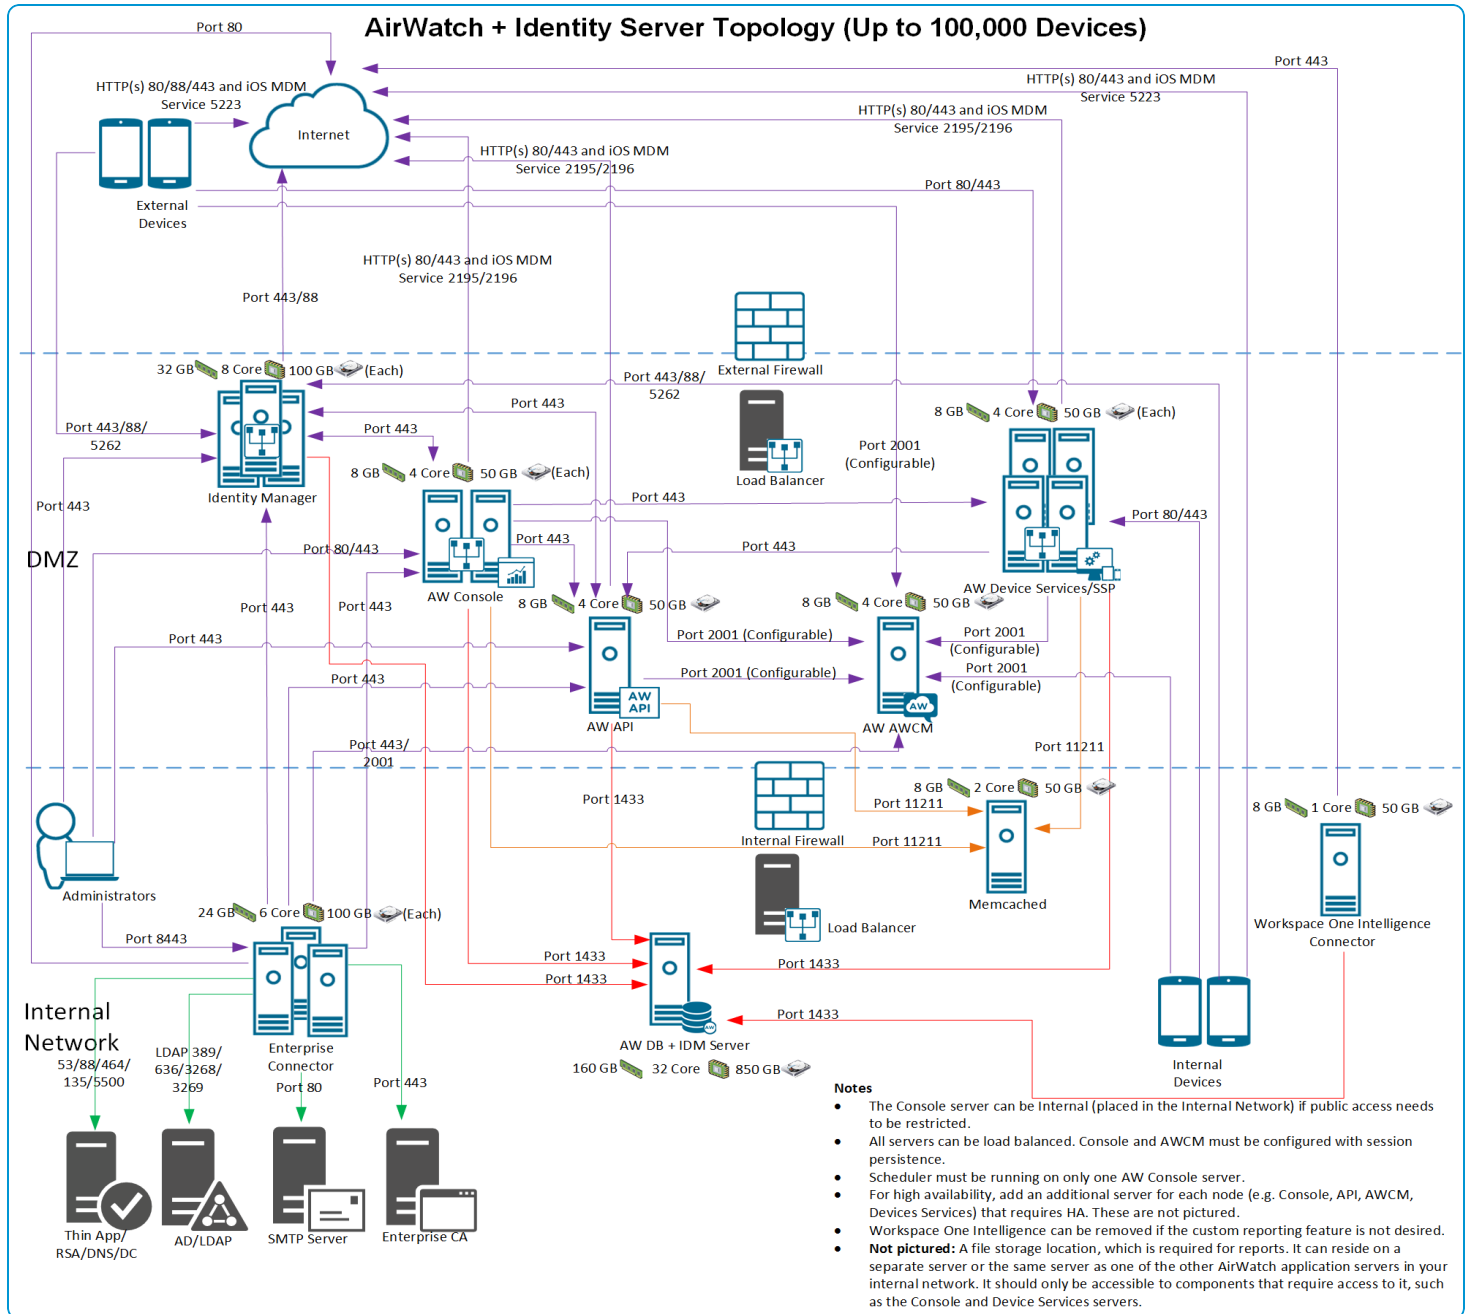 AirWatch + Identity Server Topology (Up to 100,000 Devices)
Port 80
Port 443
HTTP(s) 80/88/443 and iOS MDM
Service 5223
HTTP(s) 80/443 and iOS MDM
Service 5223
HTTP(s) 80/443 and iOS MDM
Service 2195/2196
Internet
HTTP(s) 80/443 and iOS MDM
Service 2195/2196
Port 80/443
External
Devices
HTTP(s) 80/443 and iOS MDM
Service 2195/2196
Port 443/88
External Firewall
32 GB 8 Core 100 GB (Each)
Port 443/88/
5262
Port 443
8 GB 4 Core 50 GB (Each)
Port 443/88/
5262
Port 443
Port 2001
(Configurable)
8 GB 4 Core 50 GB (Each)
Load Balancer
Identity Manager
Port 443
Port 443
Port 80/443
DMZ
Port 80/443
Port 443
Port 443
AW Console
AW Device Services/SSP
8 GB 4 Core 50 GB
8 GB 4 Core 50 GB
Port 443
Port 443
Port 443
Port 2001 (Configurable)
Port 2001
(Configurable)
Port 443
Port 2001 (Configurable)
Port 2001
(Configurable)
AW
API
AW
AW API
AW AWCM
Port 443/
2001
Port 11211
Port 1433
8 GB 2 Core 50 GB
Port 11211
8 GB 1 Core 50 GB
Internal Firewall
Port 11211
Administrators
Memcached
24 GB 6 Core 100 GB (Each)
Load Balancer
Workspace One Intelligence
Connector
Port 8443
Port 1433
Port 1433
Port 1433
Internal
Network
Port 1433
AW
Enterprise
Connector
AW DB + IDM Server
160 GB 32 Core 850 GB
Internal
Devices
53/88/464/
135/5500
LDAP 389/
636/3268/
3269
Port 80
Port 443
Thin App/
RSA/DNS/DC
AD/LDAP
SMTP Server
Enterprise CA
Notes
● The Console server can be Internal (placed in the Internal Network) if public access needs
to be restricted.
● All servers can be load balanced. Console and AWCM must be configured with session
persistence.
● Scheduler must be running on only one AW Console server.
● For high availability, add an additional server for each node (e.g. Console, API, AWCM,
Devices Services) that requires HA. These are not pictured.
● Workspace One Intelligence can be removed if the custom reporting feature is not desired.
● Not pictured: A file storage location, which is required for reports. It can reside on a
separate server or the same server as one of the other AirWatch application servers in your
internal network. It should only be accessible to components that require access to it, such
as the Console and Device Services servers.